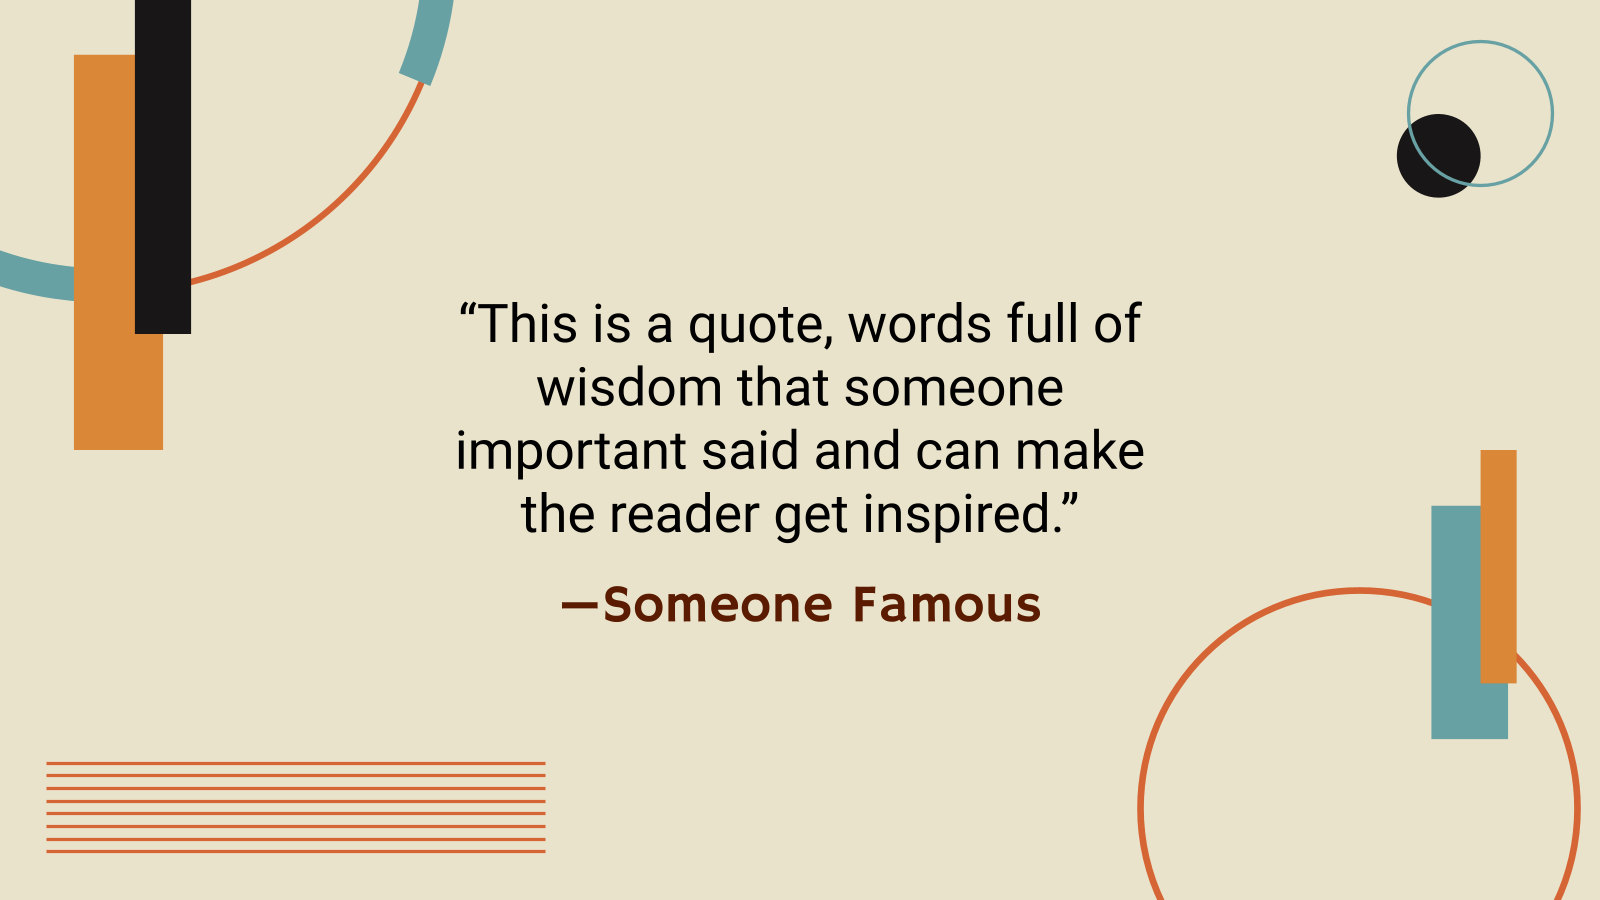 “This is a quote, words full of
wisdom that someone
important said and can make
the reader get inspired.”
—Someone Famous